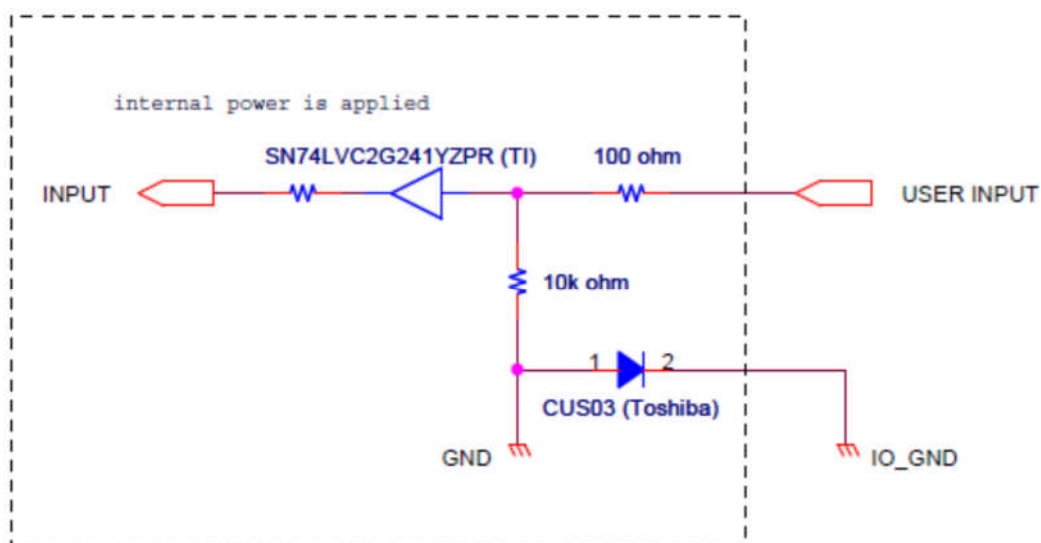 internal power is applied
SN74LVC2G241YZPR (TI)
100 ohm
INPUT
USER INPUT
10k ohm
1
2
CUS03 (Toshiba)
GND
IO_GND